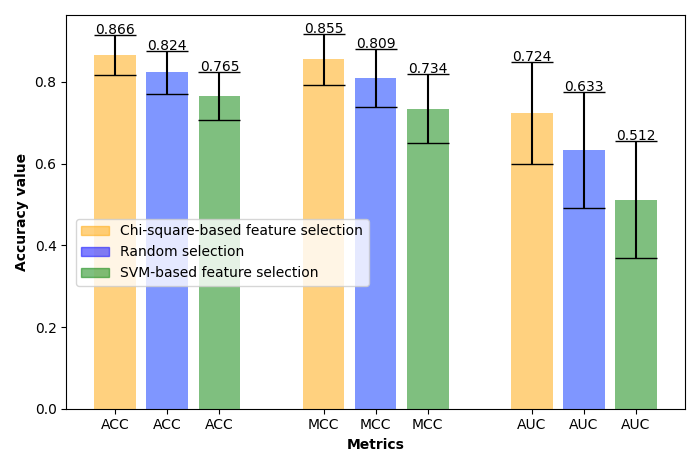 0.866
0.824
0.765
0.855
0.809
0.734
0.724
0.633
0.512
0.8
0.6
0.4
0.2
0.0
Accuracy value
Chi-square-based feature selection
Random selection
SVM-based feature selection
ACC ACC ACC MCC MCC MCC AUC AUC AUC
Metrics